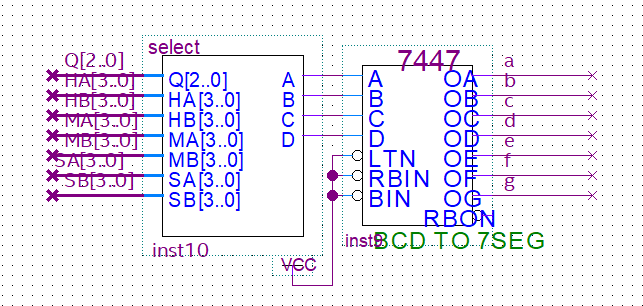 select
7447
Q[2..0]
HA[3..0]
HB[3..0]
MA[3..0]
MB[3..0]
SA[3..0]
SB[3..0]
Q[2..0] A
HA[3..0] B
HB[3..0] C
MA[3..0] D
MB[3..0]
SA[3..0]
SB[3..0]
inst10
A OA a
B OB b
C OC c
D OD d
LTN OE e
RBIN OF f
BIN OG g
RBON
inst9
BCD TO 7SEG
VCC